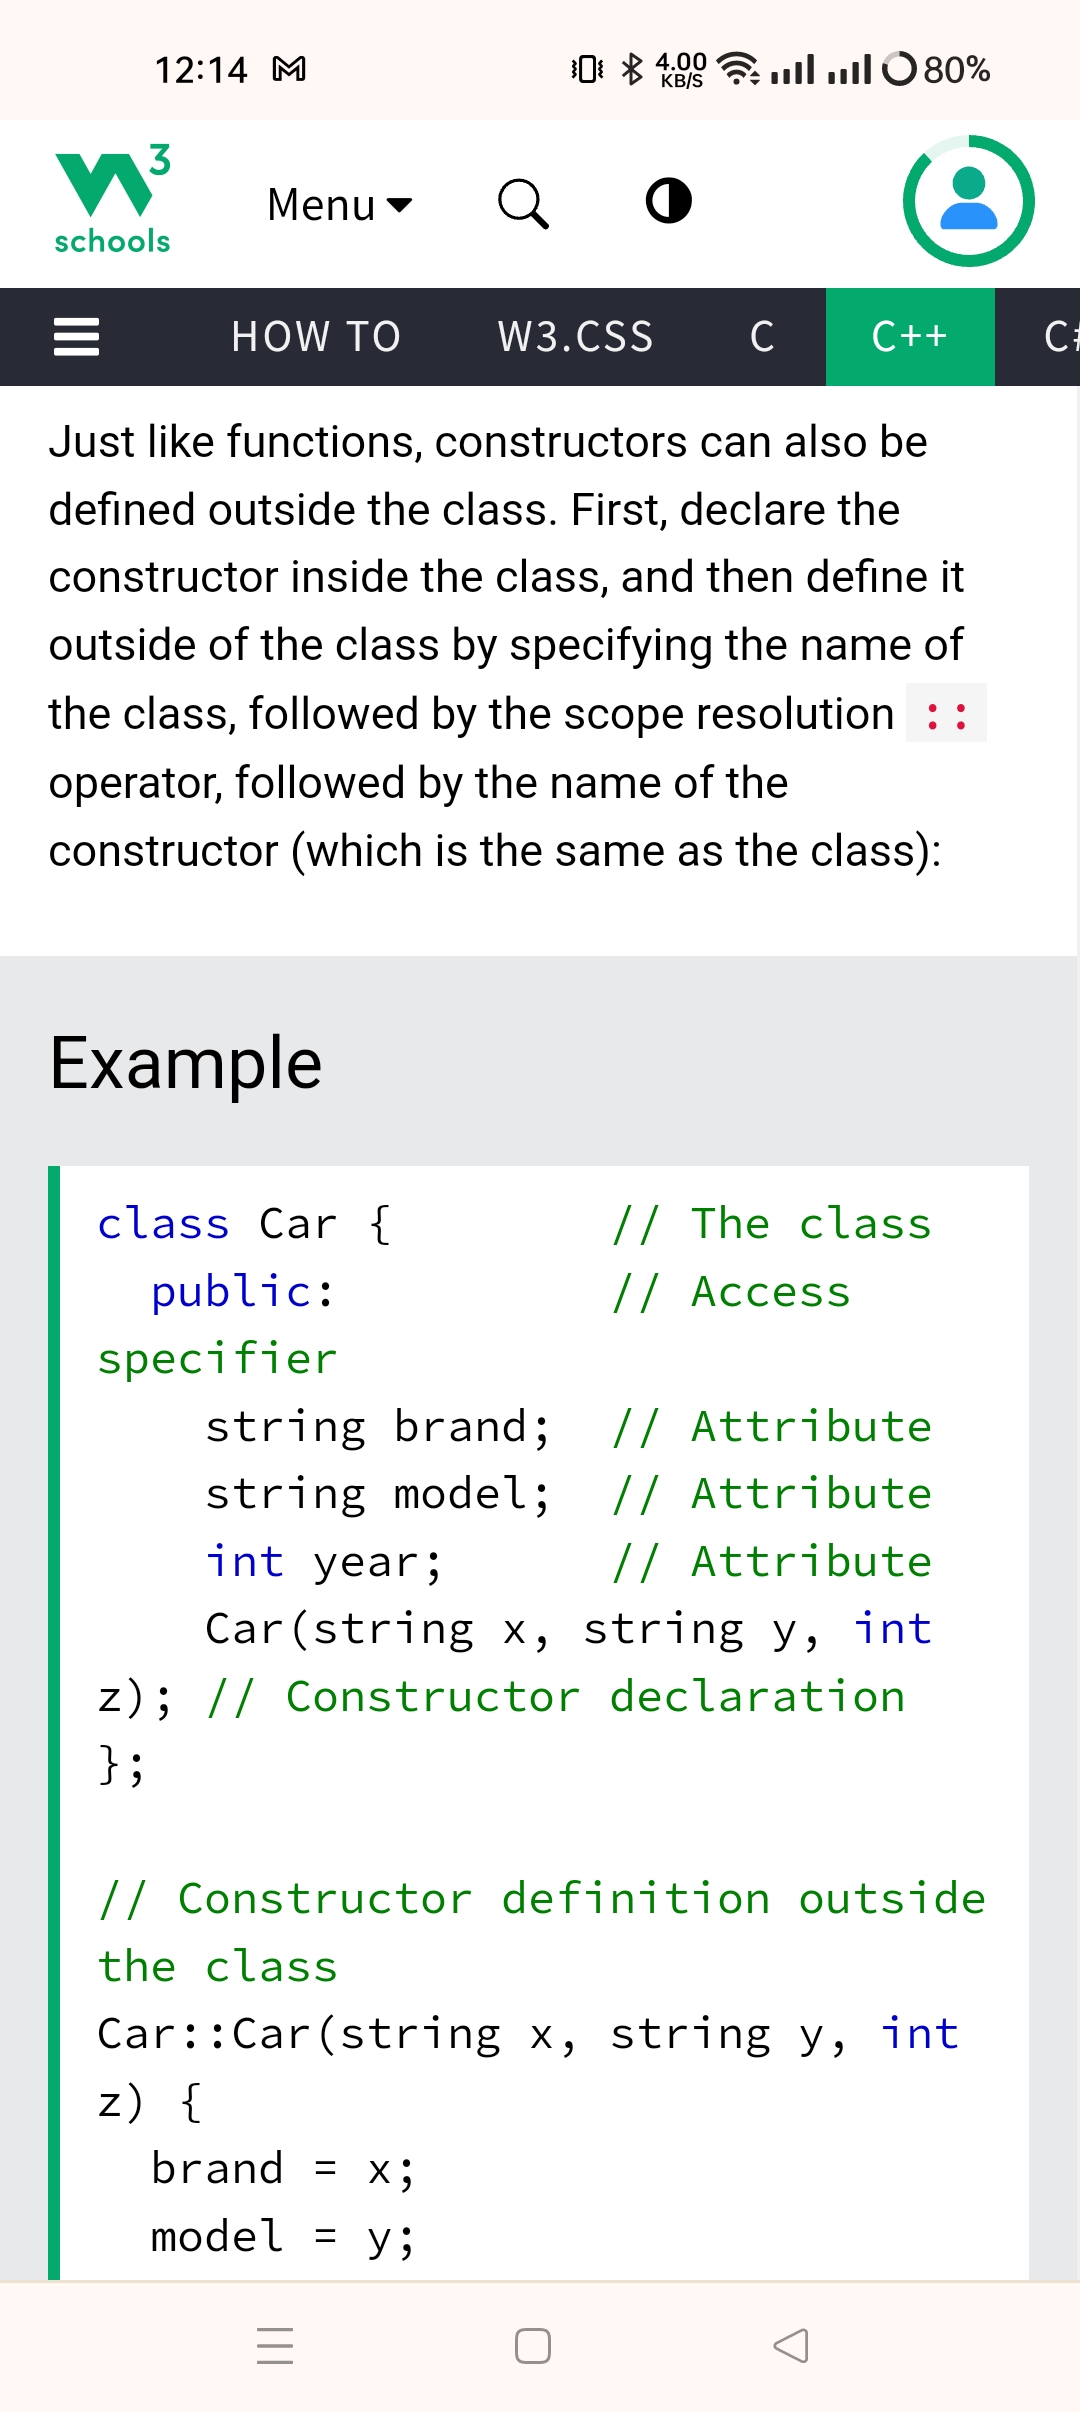 12:14 4.00 KB/S 80%
W3 schools Menu
HOW TO W3.CSS C C++
Just like functions, constructors can also be
defined outside the class. First, declare the
constructor inside the class, and then define it
outside of the class by specifying the name of
the class, followed by the scope resolution ::
operator, followed by the name of the
constructor (which is the same as the class):
Example
class Car {        // The class
  public:          // Access
specifier
    string brand;  // Attribute
    string model;  // Attribute
    int year;      // Attribute
    Car(string x, string y, int
z); // Constructor declaration
};
// Constructor definition outside
the class
Car::Car(string x, string y, int
z) {
  brand = x;
  model = y;